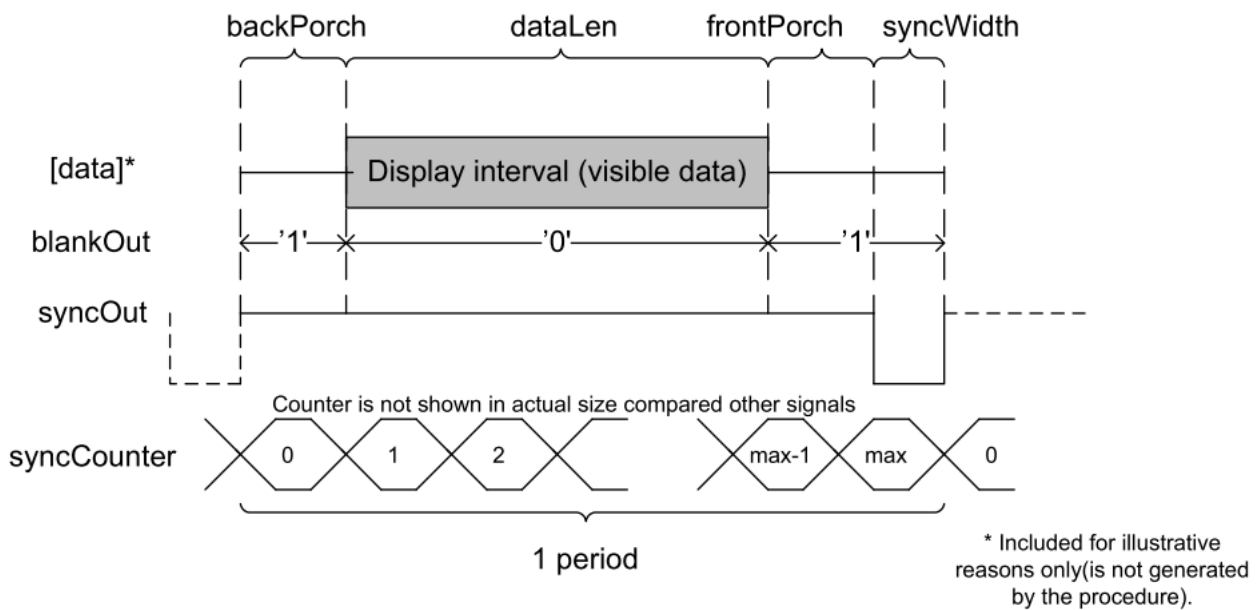 backPorch dataLen frontPorch syncWidth
[data]* Display interval (visible data)
blankOut '1' '0' '1'
syncOut
Counter is not shown in actual size compared other signals
syncCounter 0 1 2 max-1 max 0
1 period
* Included for illustrative
reasons only(is not generated
by the procedure).